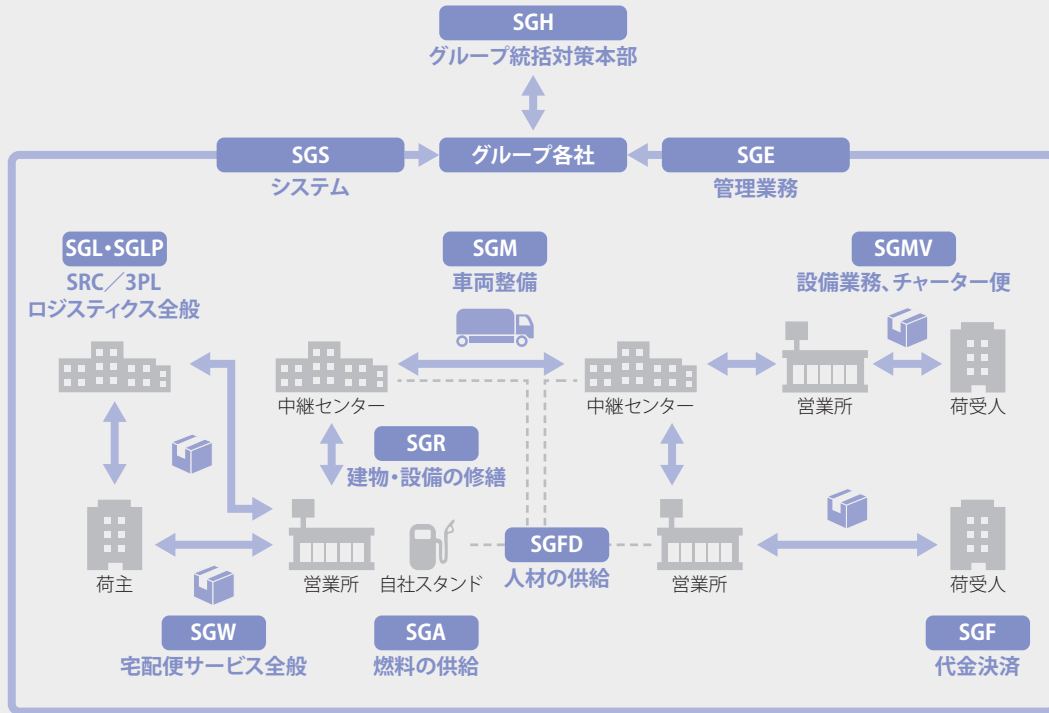 SGH
グループ統括対策本部
SGS
グループ各社
SGE
システム
管理業務
SGL・SGLP
SRC／3PL
ロジスティクス全般
SGM
車両整備
SGMV
設備業務、チャーター便
中継センター
中継センター
営業所
荷受人
SGR
建物・設備の修繕
荷主
営業所
自社スタンド
SGFD
人材の供給
営業所
荷受人
SGW
宅配便サービス全般
SGA
燃料の供給
SGF
代金決済